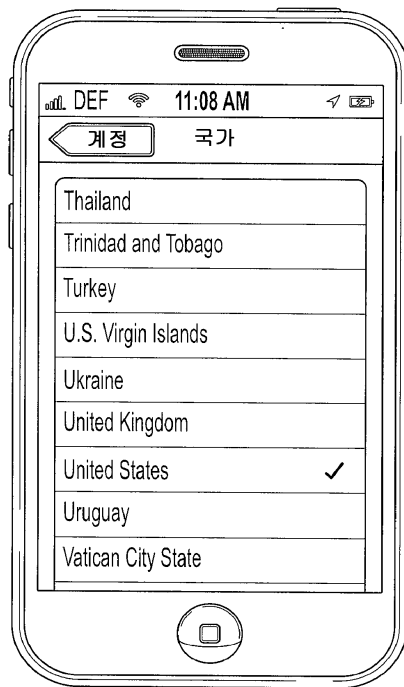 DEF 11:08 AM
계정 국가
Thailand
Trinidad and Tobago
Turkey
U.S. Virgin Islands
Ukraine
United Kingdom
United States
Uruguay
Vatican City State